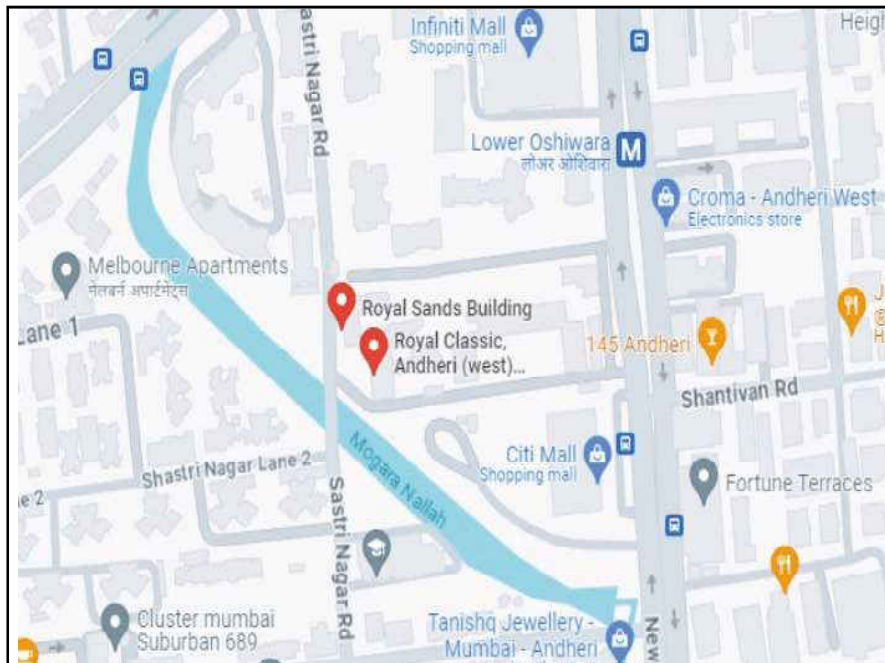 Infiniti Mall
Shopping mall
Heigh
astri Nagar Rd
Lower Oshiwara
लोअर ओशिवारा
M
Croma - Andheri West
Electronics store
Melbourne Apartments
मेलबर्न अपार्टमेंट्स
Royal Sands Building
Lane 1
Royal Classic,
Andheri (west)...
145 Andheri
J
@
H
Shantivan Rd
Mogara Nallah
Citi Mall
Shopping mall
Shastri Nagar Lane 2
ne 2
Sastri Nagar Rd
Fortune Terraces
Cluster mumbai
Suburban 689
Tanishq Jewellery -
Mumbai - Andheri
New